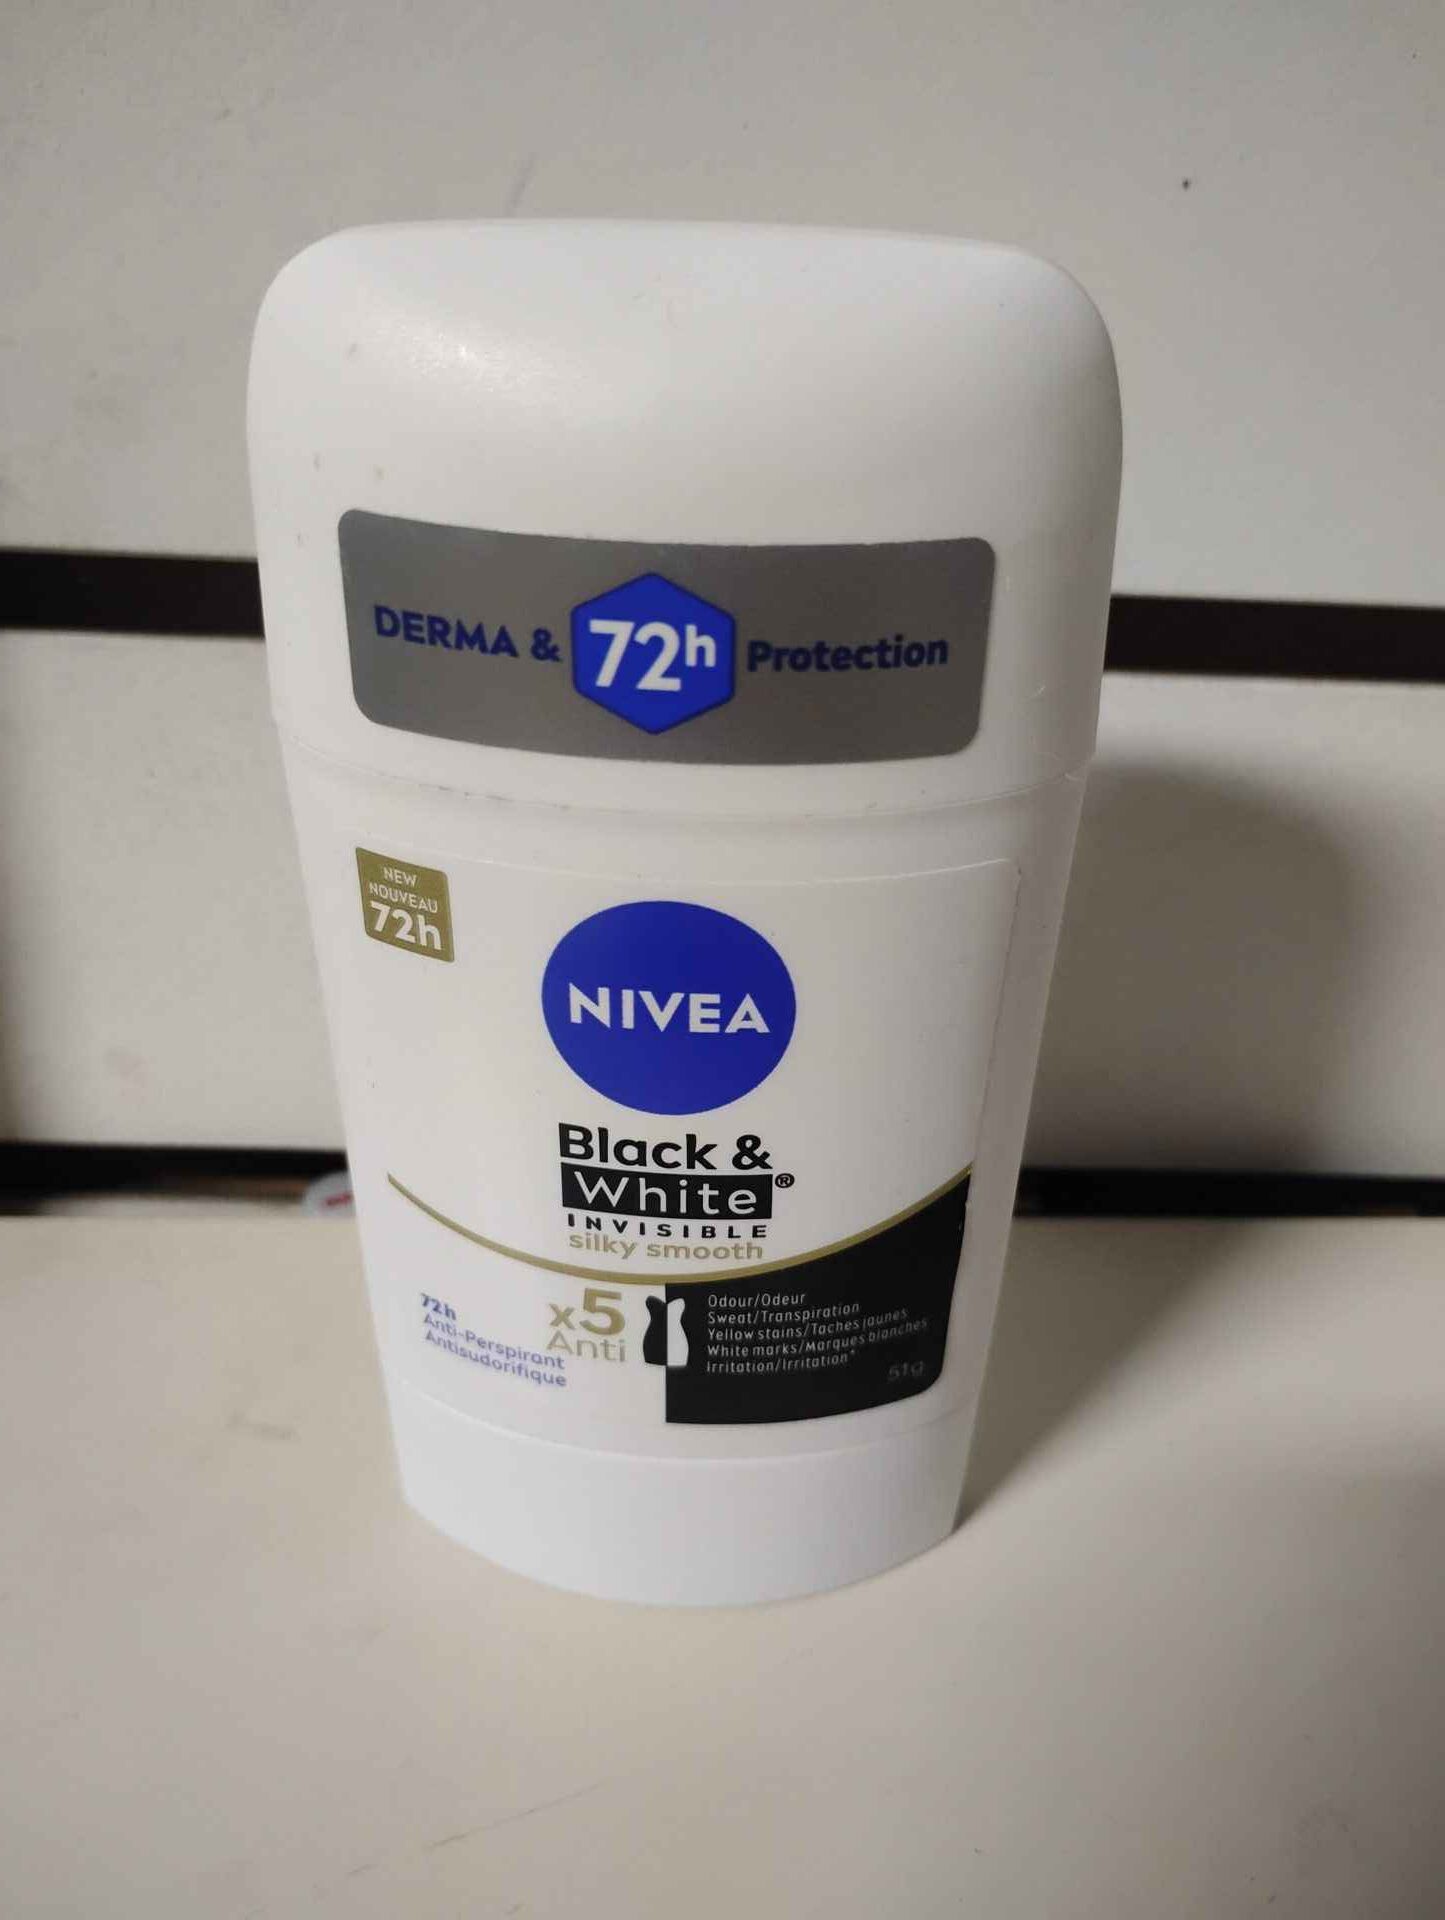 DERMA & 72h Protection
NEW
NOUVEAU
72h
NIVEA
Black &
White®
INVISIBLE
silky smooth
72h
Anti-Perspirant
Antisudorifique
x5
Anti
Odour/Odeur
Sweat/Transpiration
Yellow stains/Taches jaunes
White marks/Marques blanches
Irritation/Irritation*
51g